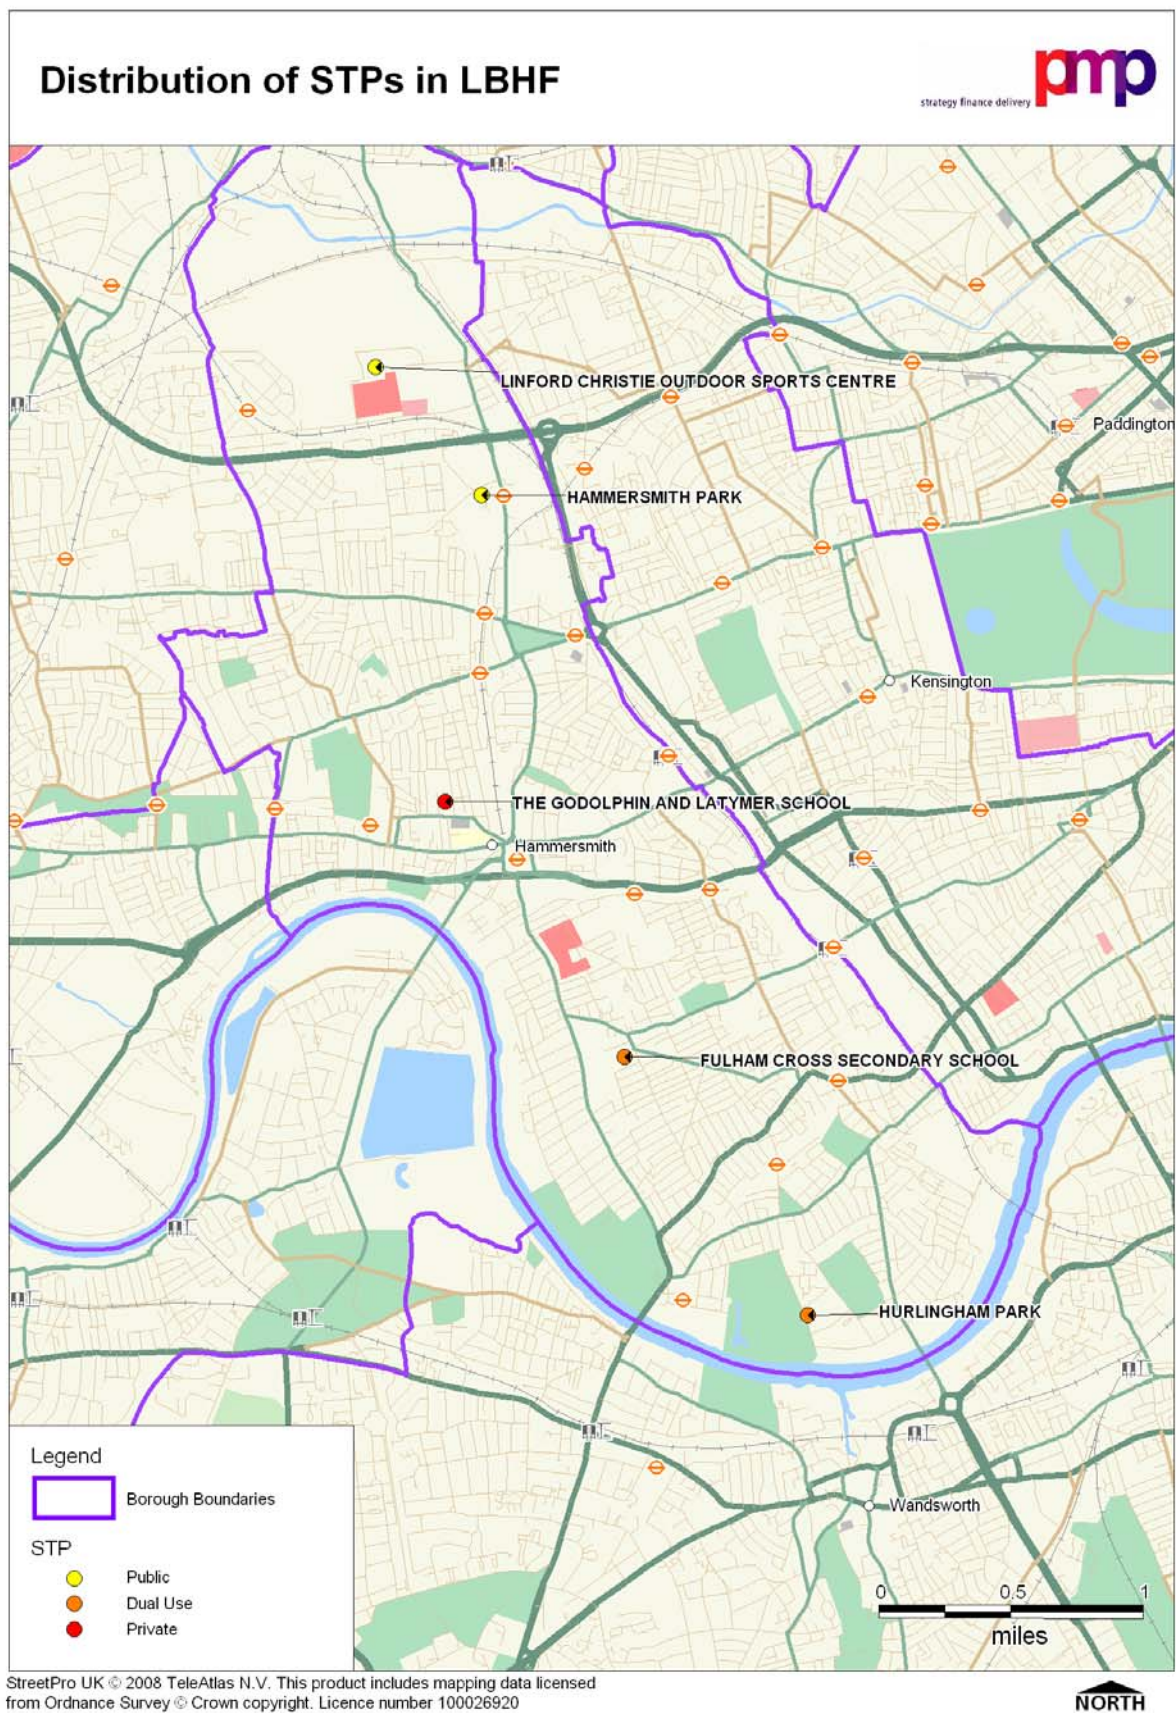 Distribution of STPs in LBHF
pmp
strategy finance delivery
LINFORD CHRISTIE OUTDOOR SPORTS CENTRE
Paddington
HAMMERSMITH PARK
Kensington
THE GODOLPHIN AND LATYMER SCHOOL
Hammersmith
FULHAM CROSS SECONDARY SCHOOL
HURLINGHAM PARK
Wandsworth
Legend
Borough Boundaries
STP
Public
Dual Use
Private
0 0.5 1
miles
StreetPro UK © 2008 TeleAtlas N.V. This product includes mapping data licensed
from Ordnance Survey © Crown copyright. Licence number 100026920
NORTH